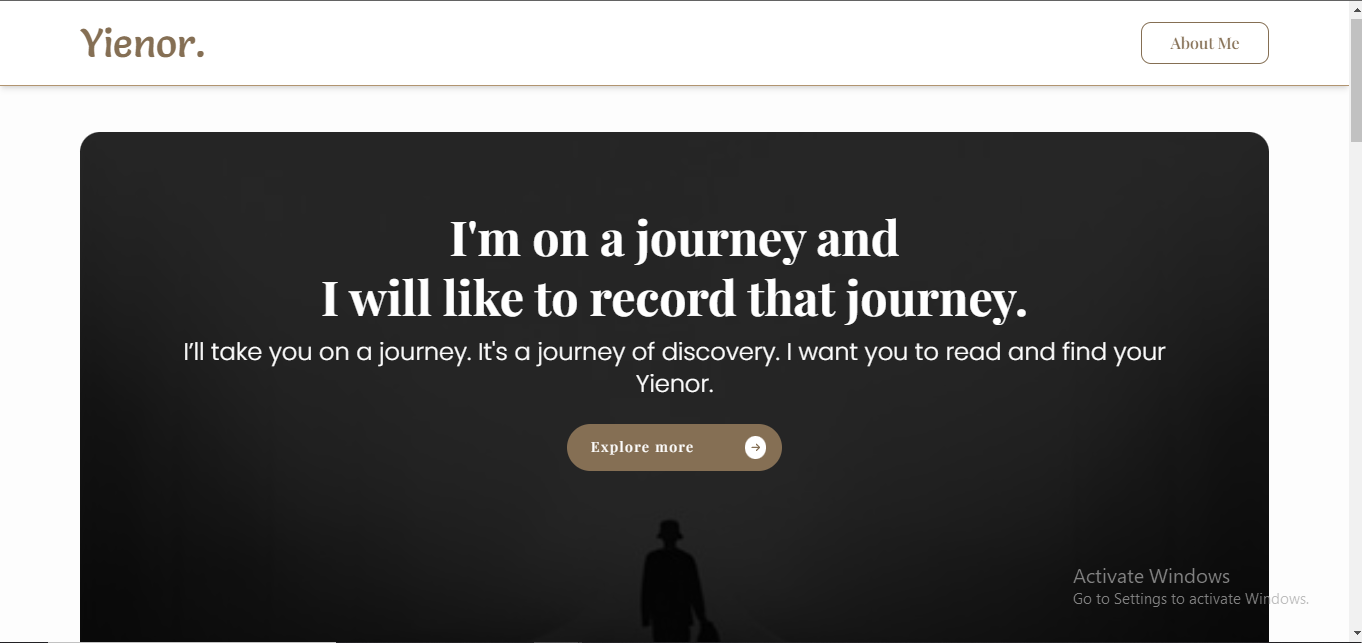 Yienor.
About Me
I'm on a journey and
I will like to record that journey.
I’ll take you on a journey. It's a journey of discovery. I want you to read and find your
Yienor.
Explore more
Activate Windows
Go to Settings to activate Windows.